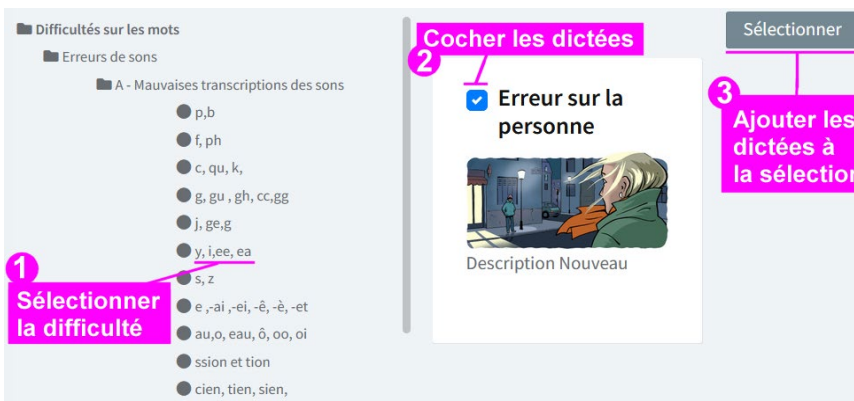 Difficultés sur les mots
Erreurs de sons
A - Mauvaises transcriptions des sons
p,b
f, ph
c, qu, k,
g, gu , gh, cc,gg
j, ge,g
y, i,ee, ea
s, z
e ,-ai ,-ei, -ê, -è, -et
au,o, eau, ô, oo, oi
ssion et tion
cien, tien, sien,
1
Sélectionner
la difficulté
Cocher les dictées
2
Erreur sur la
personne
Description Nouveau
Sélectionner
3
Ajouter les
dictées à
la sélection